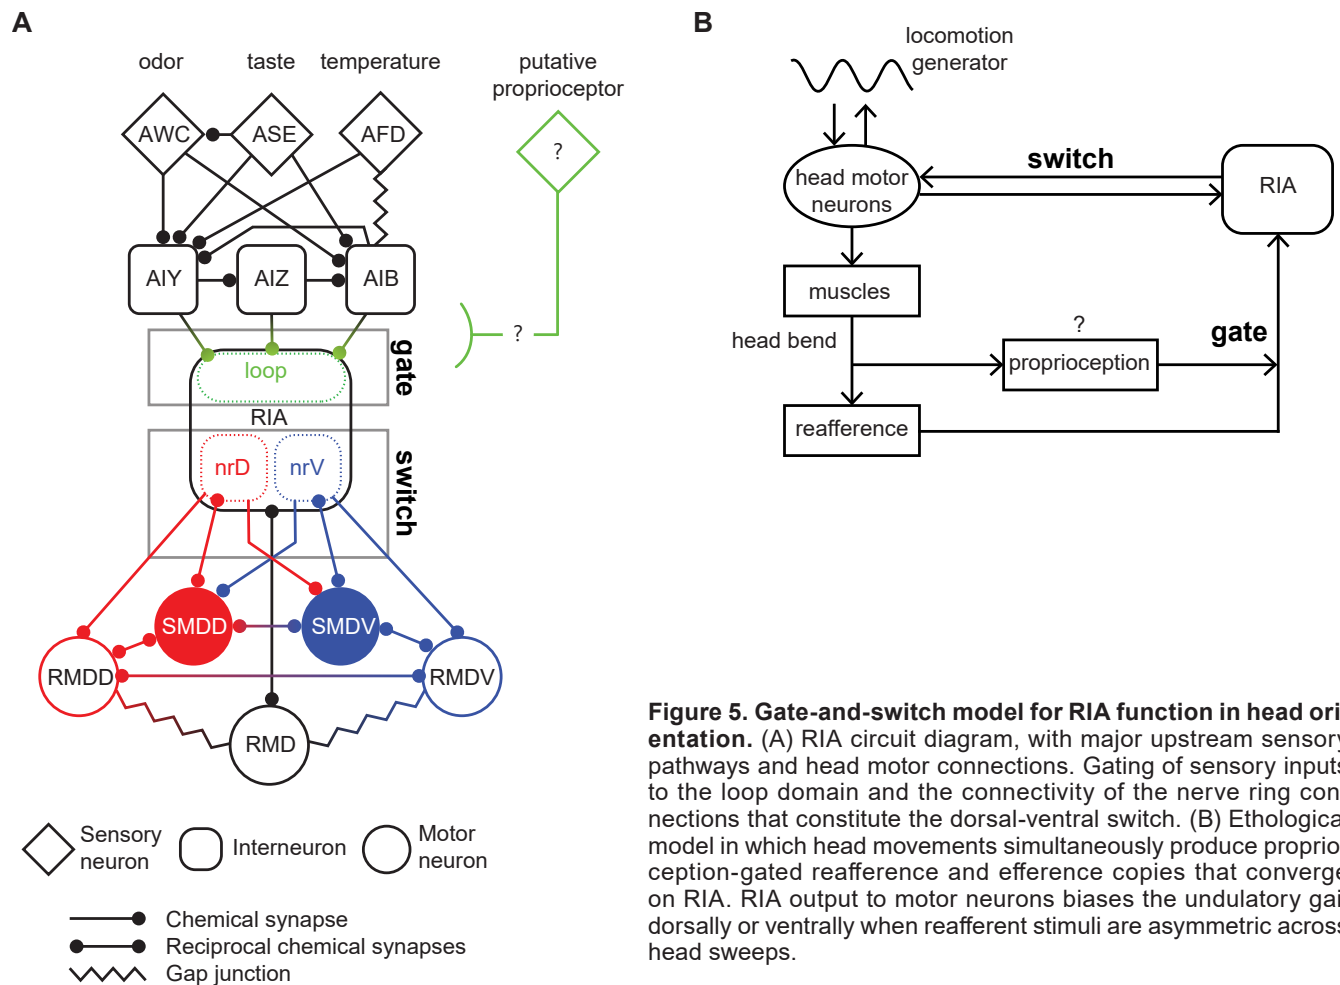 A
odor
taste
temperature
putative
proprioceptor
AWC
ASE
AFD
?
AIY
AIZ
AIB
?
gate
loop
RIA
switch
nrD
nrV
SMDD
SMDV
RMDD
RMDV
RMD
Sensory
neuron
Interneuron
Motor
neuron
Chemical synapse
Reciprocal chemical synapses
Gap junction
B
locomotion
generator
head motor
neurons
switch
RIA
muscles
head bend
?
proprioception
gate
reafference
Figure 5. Gate-and-switch model for RIA function in head ori
entation. (A) RIA circuit diagram, with major upstream sensory
pathways and head motor connections. Gating of sensory inputs
to the loop domain and the connectivity of the nerve ring con
nections that constitute the dorsal-ventral switch. (B) Ethologica
model in which head movements simultaneously produce proprio
ception-gated reafference and efference copies that converge
on RIA. RIA output to motor neurons biases the undulatory gai
dorsally or ventrally when reafferent stimuli are asymmetric across
head sweeps.